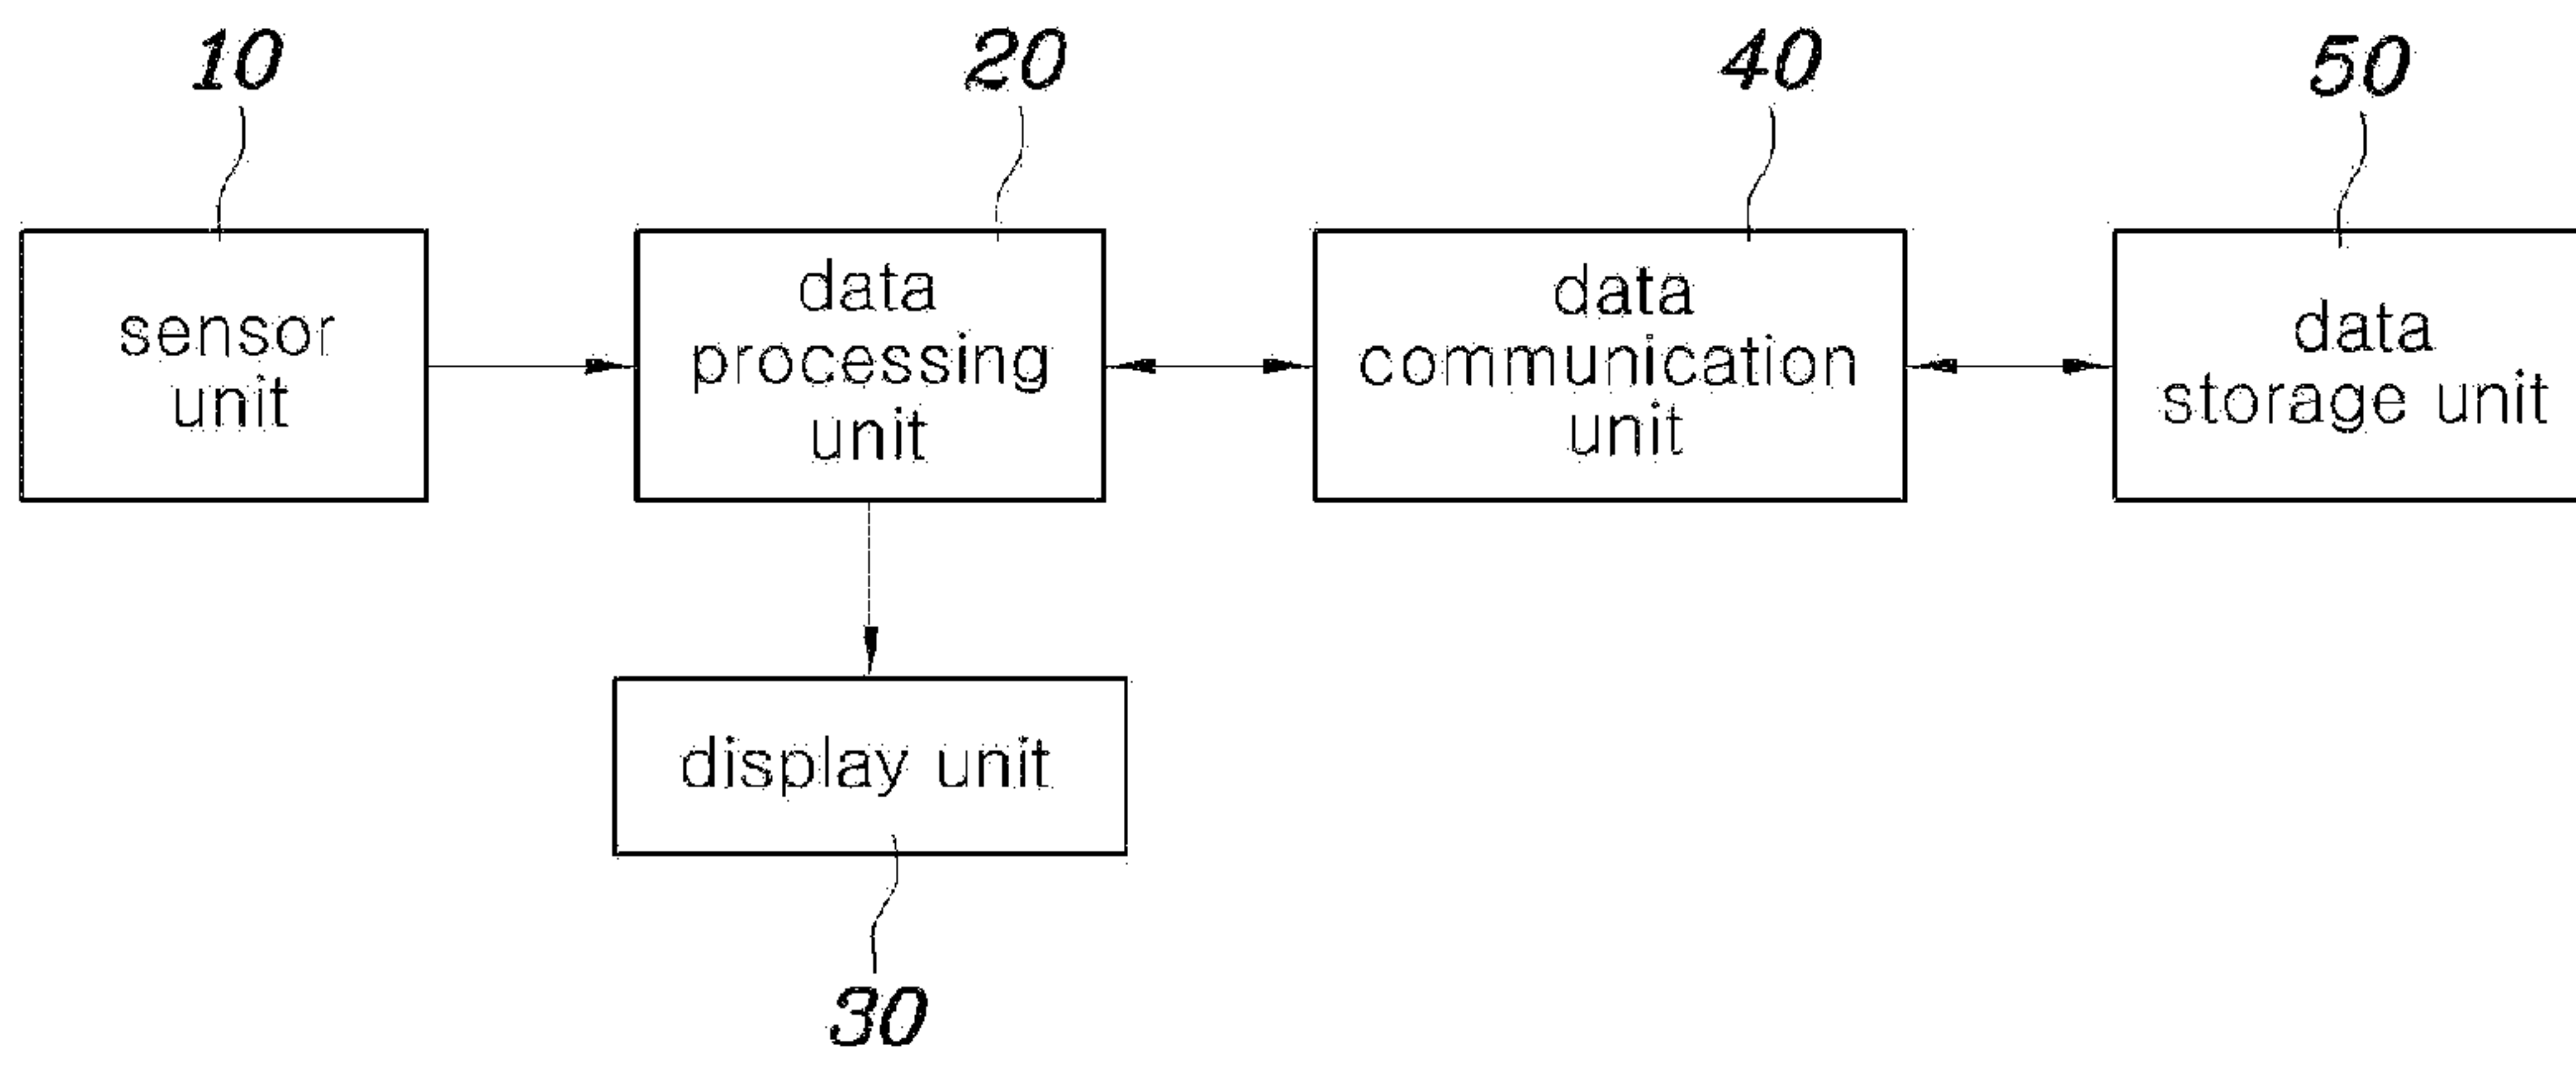 10
20
40
50
sensor
unit
data
processing
unit
data
communication
unit
data
storage unit
display unit
30